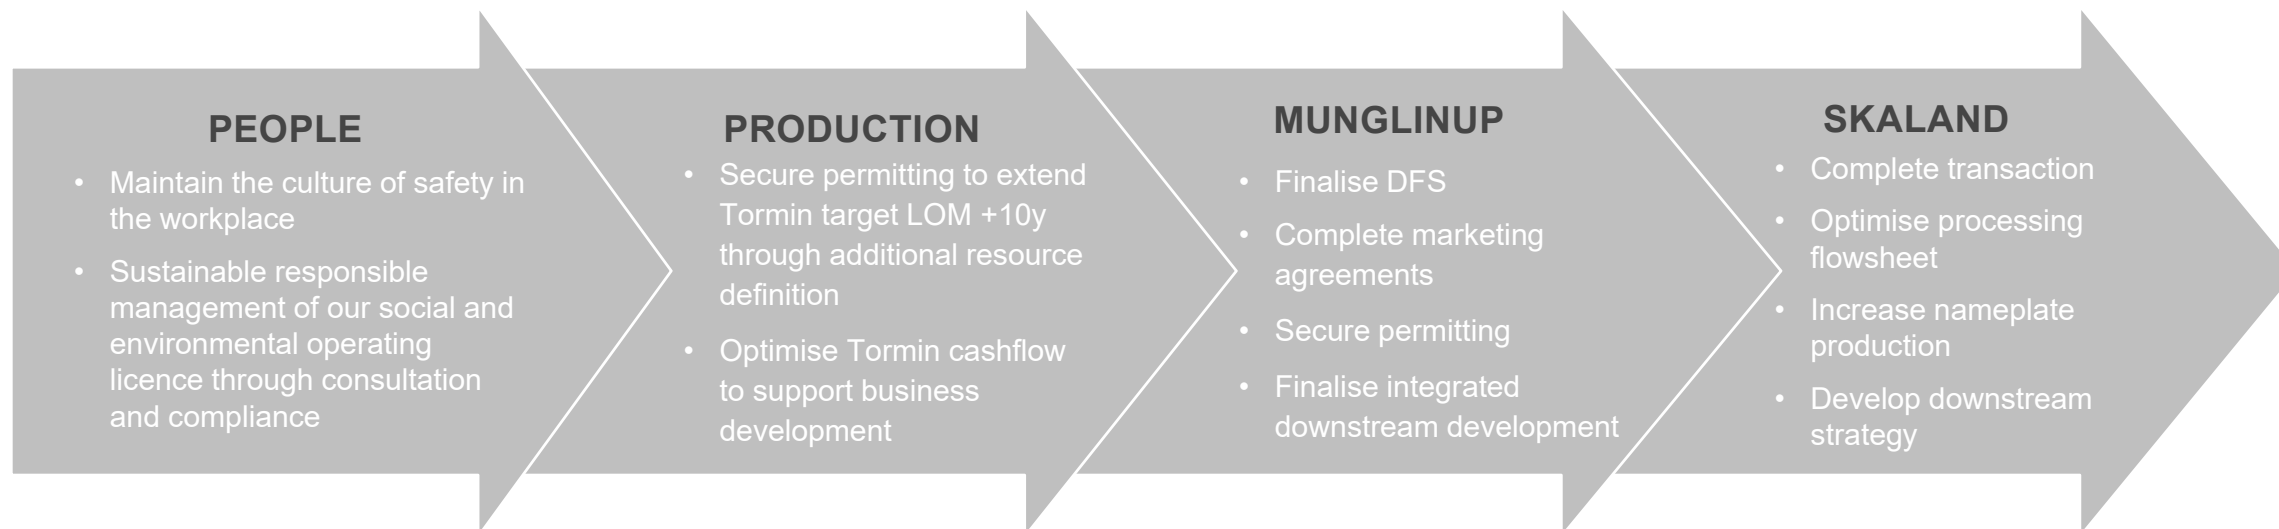 PEOPLE
• Maintain the culture of safety in
the workplace
• Sustainable responsible
management of our social and
environmental operating
licence through consultation
and compliance
PRODUCTION
• Secure permitting to extend
Tormin target LOM +10y
through additional resource
definition
• Optimise Tormin cashflow
to support business
development
MUNGLINUP
• Finalise DFS
• Complete marketing
agreements
• Secure permitting
• Finalise integrated
downstream development
SKALAND
• Complete transaction
• Optimise processing
flowsheet
• Increase nameplate
production
• Develop downstream
strategy